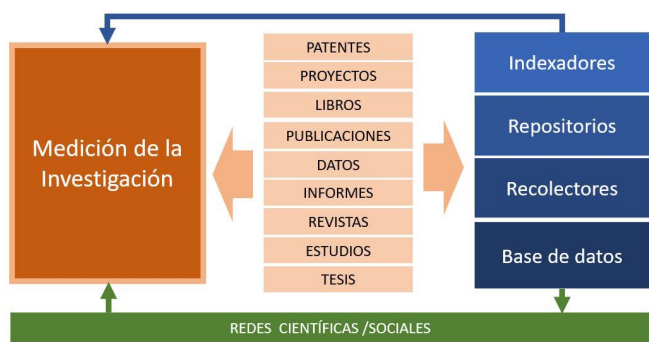 Medición de la
Investigación
PATENTES
PROYECTOS
LIBROS
PUBLICACIONES
DATOS
INFORMES
REVISTAS
ESTUDIOS
TESIS
Indexadores
Repositorios
Recolectores
Base de datos
REDES CIENTÍFICAS /SOCIALES